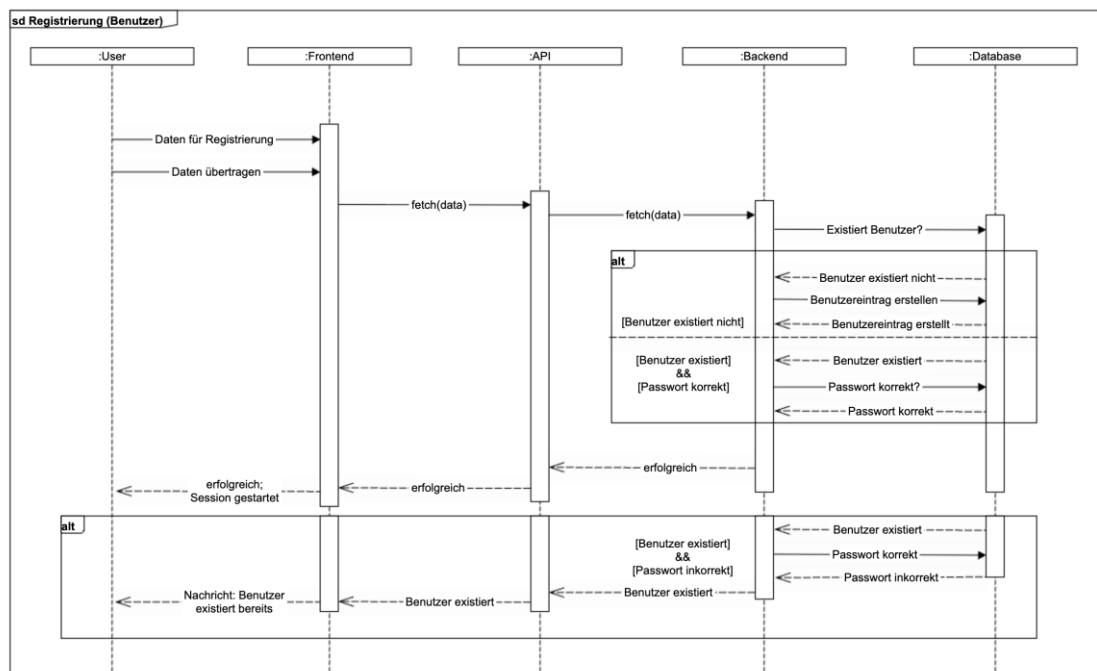 sd Registrierung (Benutzer)
:User
:Frontend
:API
:Backend
:Database
Daten für Registrierung
Daten übertragen
fetch(data)
fetch(data)
Existiert Benutzer?
alt
Benutzer existiert nicht
Benutzereintrag erstellen
[Benutzer existiert nicht]
Benutzereintrag erstellt
[Benutzer existiert]
&&
[Passwort korrekt]
Benutzer existiert
Passwort korrekt?
Passwort korrekt
erfolgreich
erfolgreich
erfolgreich;
Session gestartet
alt
Benutzer existiert
[Benutzer existiert]
&&
[Passwort inkorrekt]
Passwort korrekt
Passwort inkorrekt
Benutzer existiert
Benutzer existiert
Nachricht: Benutzer
existiert bereits